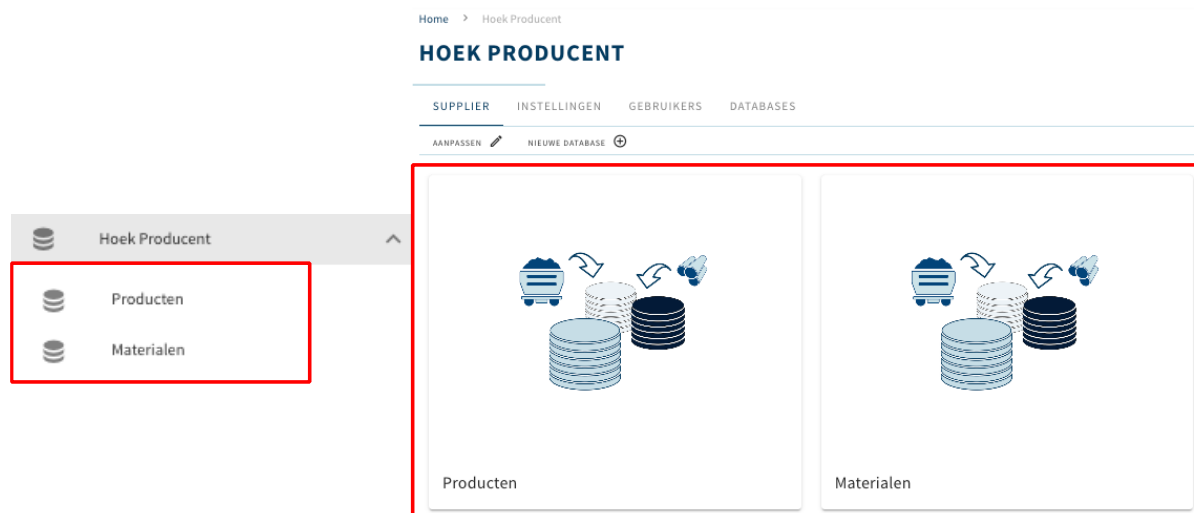 Home > Hoek Producent
HOEK PRODUCENT
SUPPLIER INSTELLINGEN GEBRUIKERS DATABASES
AANPASSEN NIEUWE DATABASE
Hoek Producent
Producten
Materialen
Producten Materialen